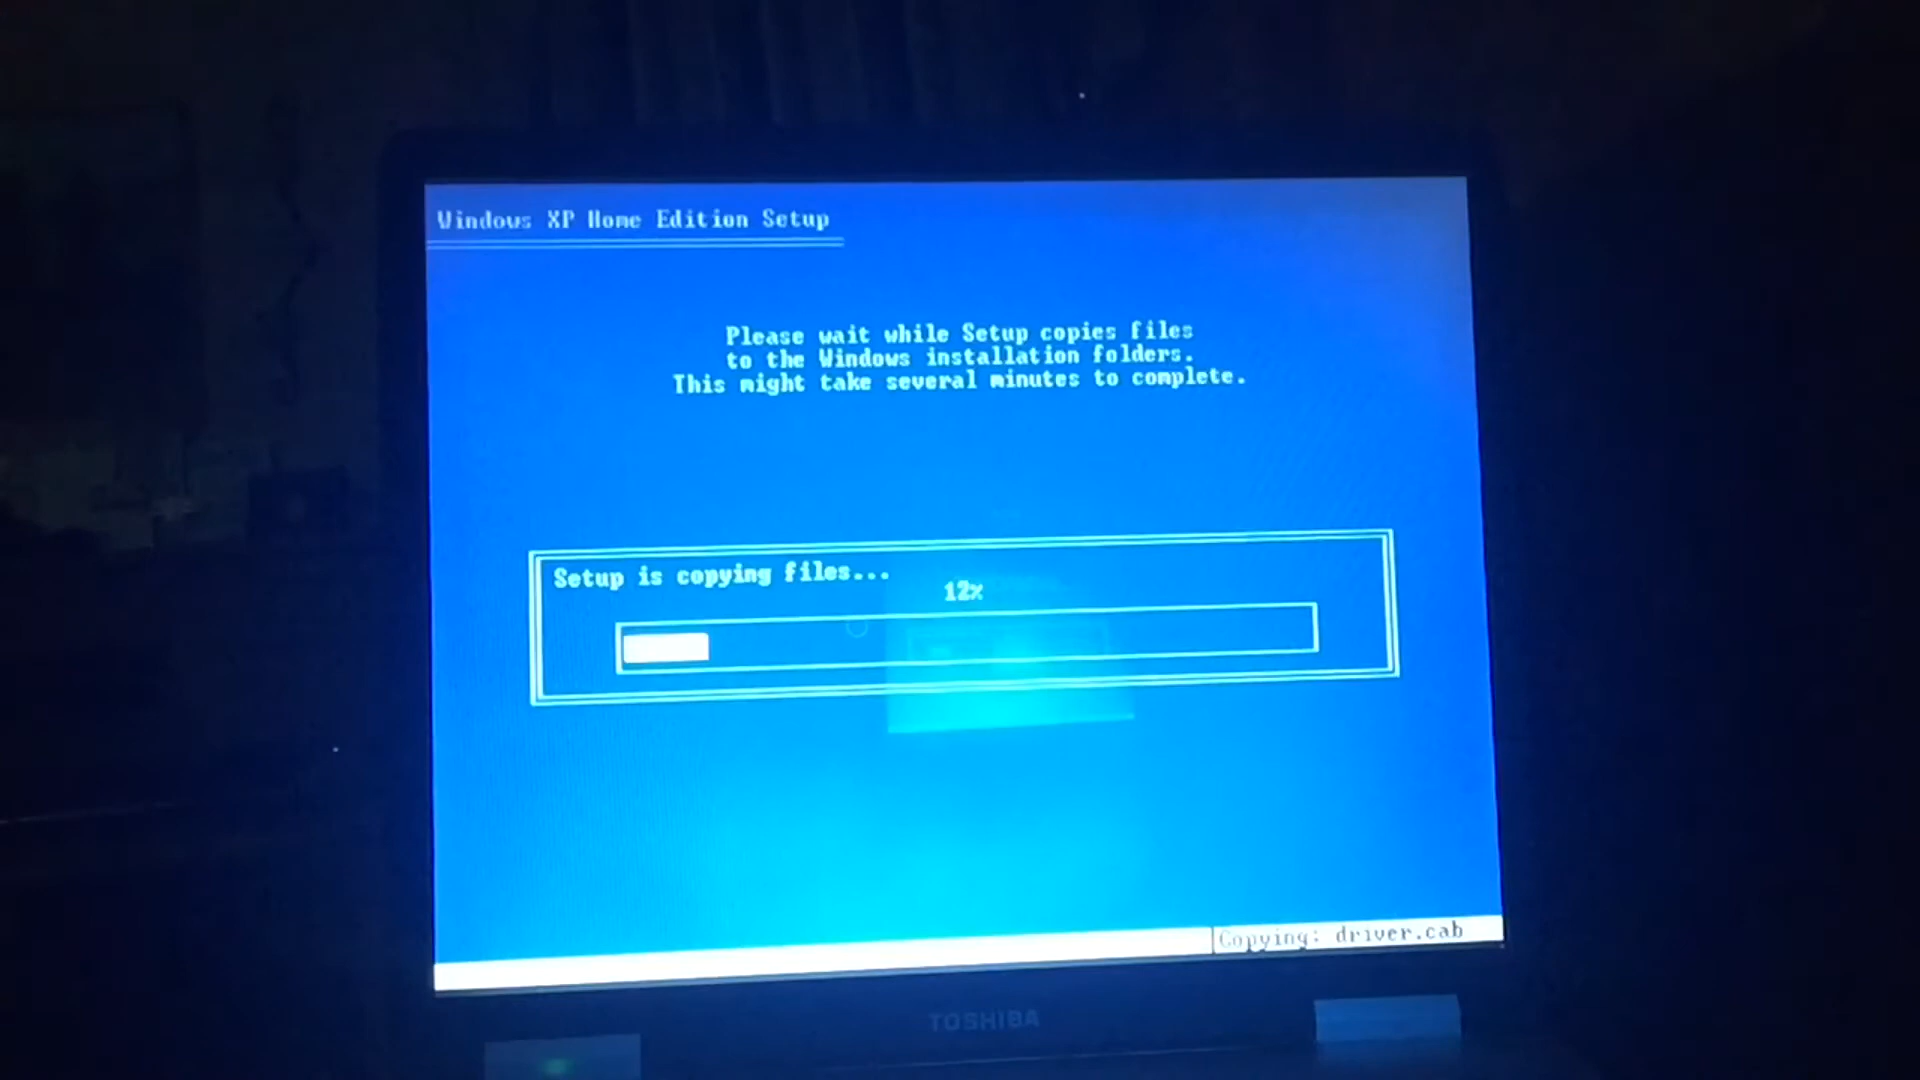 Windows XP Home Edition Setup
Please wait while Setup copies files
to the Windows installation folders.
This might take several minutes to complete.
Setup is copying files...
12%
Copying: driver.cab
TOSHIBA